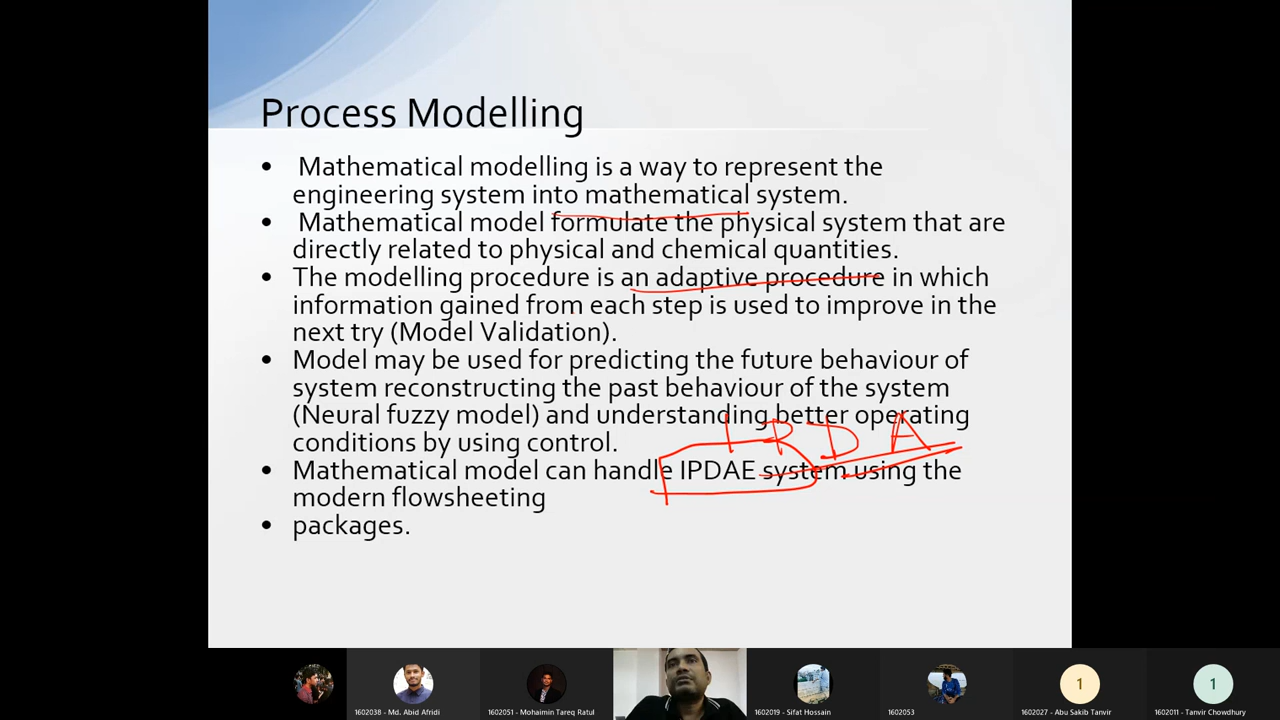 Process Modelling
• Mathematical modelling is a way to represent the
engineering system into mathematical system.
• Mathematical model formulate the physical system that are
directly related to physical and chemical quantities.
• The modelling procedure is an adaptive procedure in which
information gained from each step is used to improve in the
next try (Model Validation).
• Model may be used for predicting the future behaviour of
system reconstructing the past behaviour of the system
(Neural fuzzy model) and understanding better operating
conditions by using control.
I P D A
• Mathematical model can handle IPDAE system using the
modern flowsheeting
• packages.
1 1
1602038 - Md. Abid Afridi 1602051 - Mohaimin Tareq Ratul 1602019 - Sifat Hossain 1602053 1602027 - Abu Sakib Tanvir 1602011 - Tanvir Chowdhury